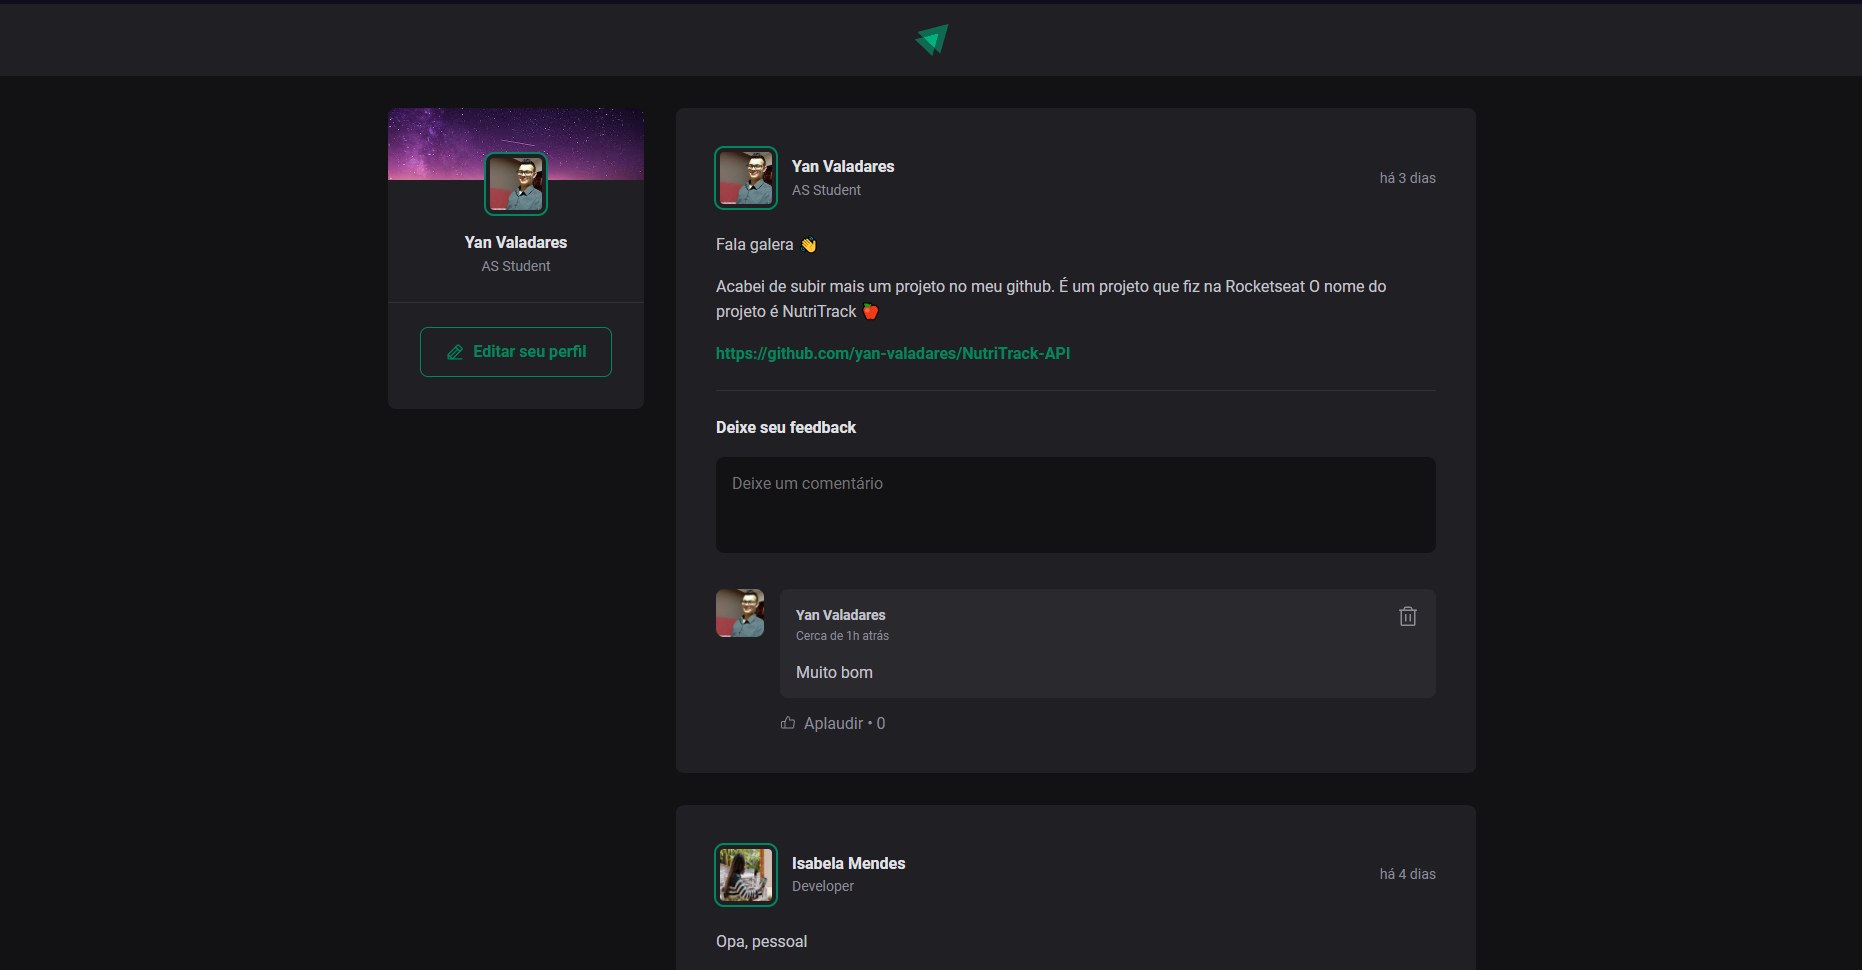 Yan Valadares
AS Student
Editar seu perfil
Yan Valadares
AS Student
há 3 dias
Fala galera 👋
Acabei de subir mais um projeto no meu github. É um projeto que fiz na Rocketseat O nome do
projeto é NutriTrack 🍎
https://github.com/yan-valadares/NutriTrack-API
Deixe seu feedback
Deixe um comentário
Yan Valadares
Cerca de 1h atrás
Muito bom
Aplaudir • 0
Isabela Mendes
Developer
há 4 dias
Opa, pessoal